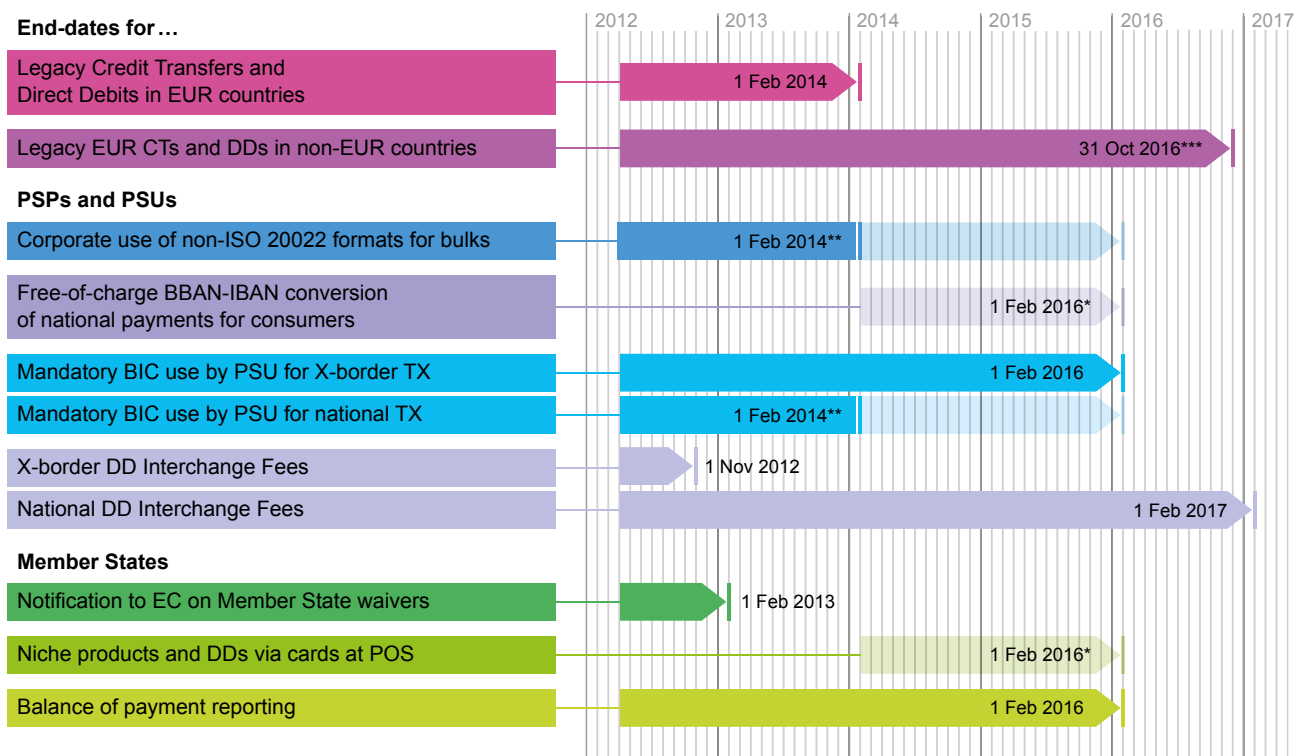 2012 2013 2014 2015 2016 2017
End-dates for...
Legacy Credit Transfers and
Direct Debits in EUR countries
1 Feb 2014
Legacy EUR CTs and DDs in non-EUR countries
31 Oct 2016***
PSPs and PSUs
Corporate use of non-ISO 20022 formats for bulks
1 Feb 2014**
Free-of-charge BBAN-IBAN conversion
of national payments for consumers
1 Feb 2016*
Mandatory BIC use by PSU for X-border TX
1 Feb 2016
Mandatory BIC use by PSU for national TX
1 Feb 2014**
X-border DD Interchange Fees
1 Nov 2012
National DD Interchange Fees
1 Feb 2017
Member States
Notification to EC on Member State waivers
1 Feb 2013
Niche products and DDs via cards at POS
1 Feb 2016*
Balance of payment reporting
1 Feb 2016